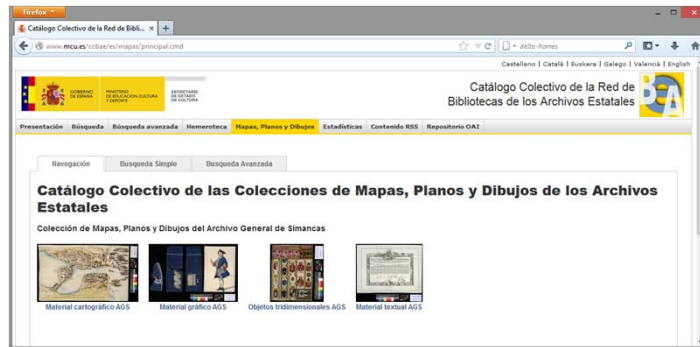 Firefox
Catálogo Colectivo de la Red de Bibli...
www.mcu.es/ccbae/es/mapas/principal.cmd
delta-homes
Castellano | Català | Euskera | Galego | Valencià | English
GOBIERNO DE ESPAÑA
MINISTERIO DE EDUCACIÓN, CULTURA Y DEPORTE
SECRETARÍA DE ESTADO DE CULTURA
Catálogo Colectivo de la Red de
Bibliotecas de los Archivos Estatales
Presentación Búsqueda Búsqueda avanzada Hemeroteca Mapas, Planos y Dibujos Estadísticas Contenido RSS Repositorio OAI
Navegación Busqueda Simple Busqueda Avanzada
Catálogo Colectivo de las Colecciones de Mapas, Planos y Dibujos de los Archivos
Estatales
Colección de Mapas, Planos y Dibujos del Archivo General de Simancas
Material cartográfico AGS Material gráfico AGS Objetos tridimensionales AGS Material textual AGS